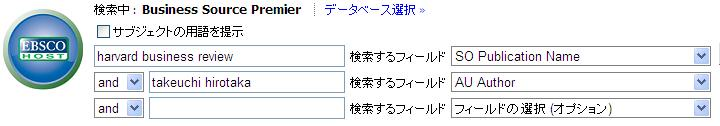 検索中 : Business Source Premier データベース選択 »
サブジェクトの用語を提示
EBSCO
HOST
harvard business review 検索するフィールド SO Publication Name
and takeuchi hirotaka 検索するフィールド AU Author
and 検索するフィールド フィールドの選択 (オプション)